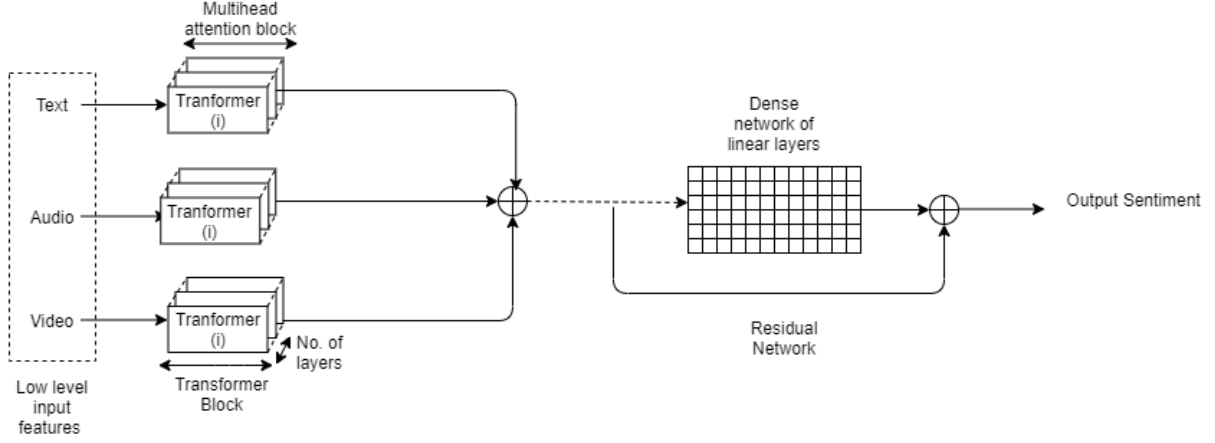 Multihead
attention block
Text
Tranformer
(i)
Audio
Tranformer
(i)
Video
Tranformer
(i)
No. of
layers
Transformer
Block
Low level
input
features
Dense
network of
linear layers
Output Sentiment
Residual
Network